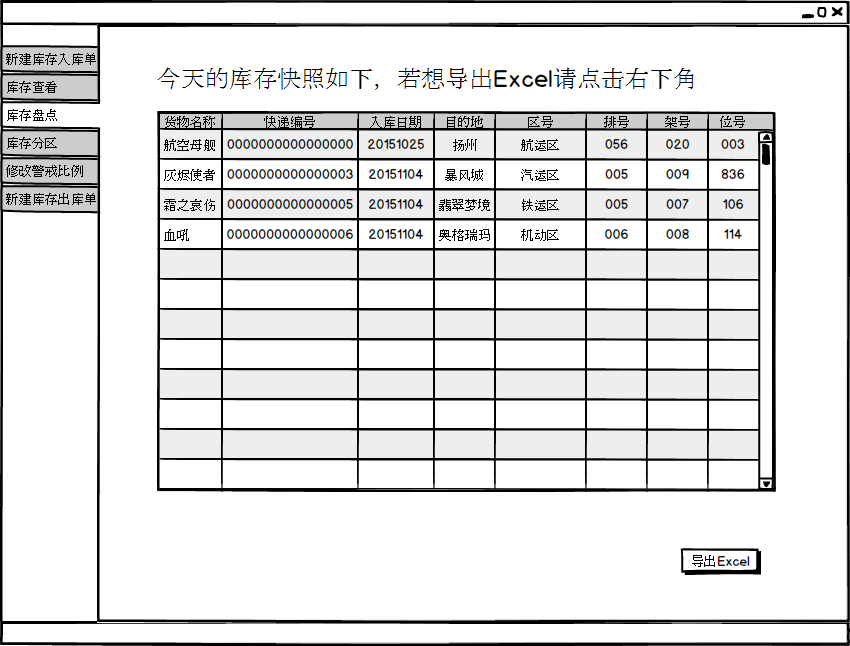 新建库存入库单
库存查看
库存盘点
库存分区
修改警戒比例
新建库存出库单
今天的库存快照如下，若想导出Excel请点击右下角
货物名称 快递编号 入库日期 目的地 区号 排号 架号 位号
航空母舰 0000000000000000 20151025 扬州 航运区 056 020 003
灰烬使者 0000000000000003 20151104 暴风城 汽运区 005 009 836
霜之哀伤 0000000000000005 20151104 翡翠梦境 铁运区 005 007 106
血吼 0000000000000006 20151104 奥格瑞玛 机动区 006 008 114
导出Excel